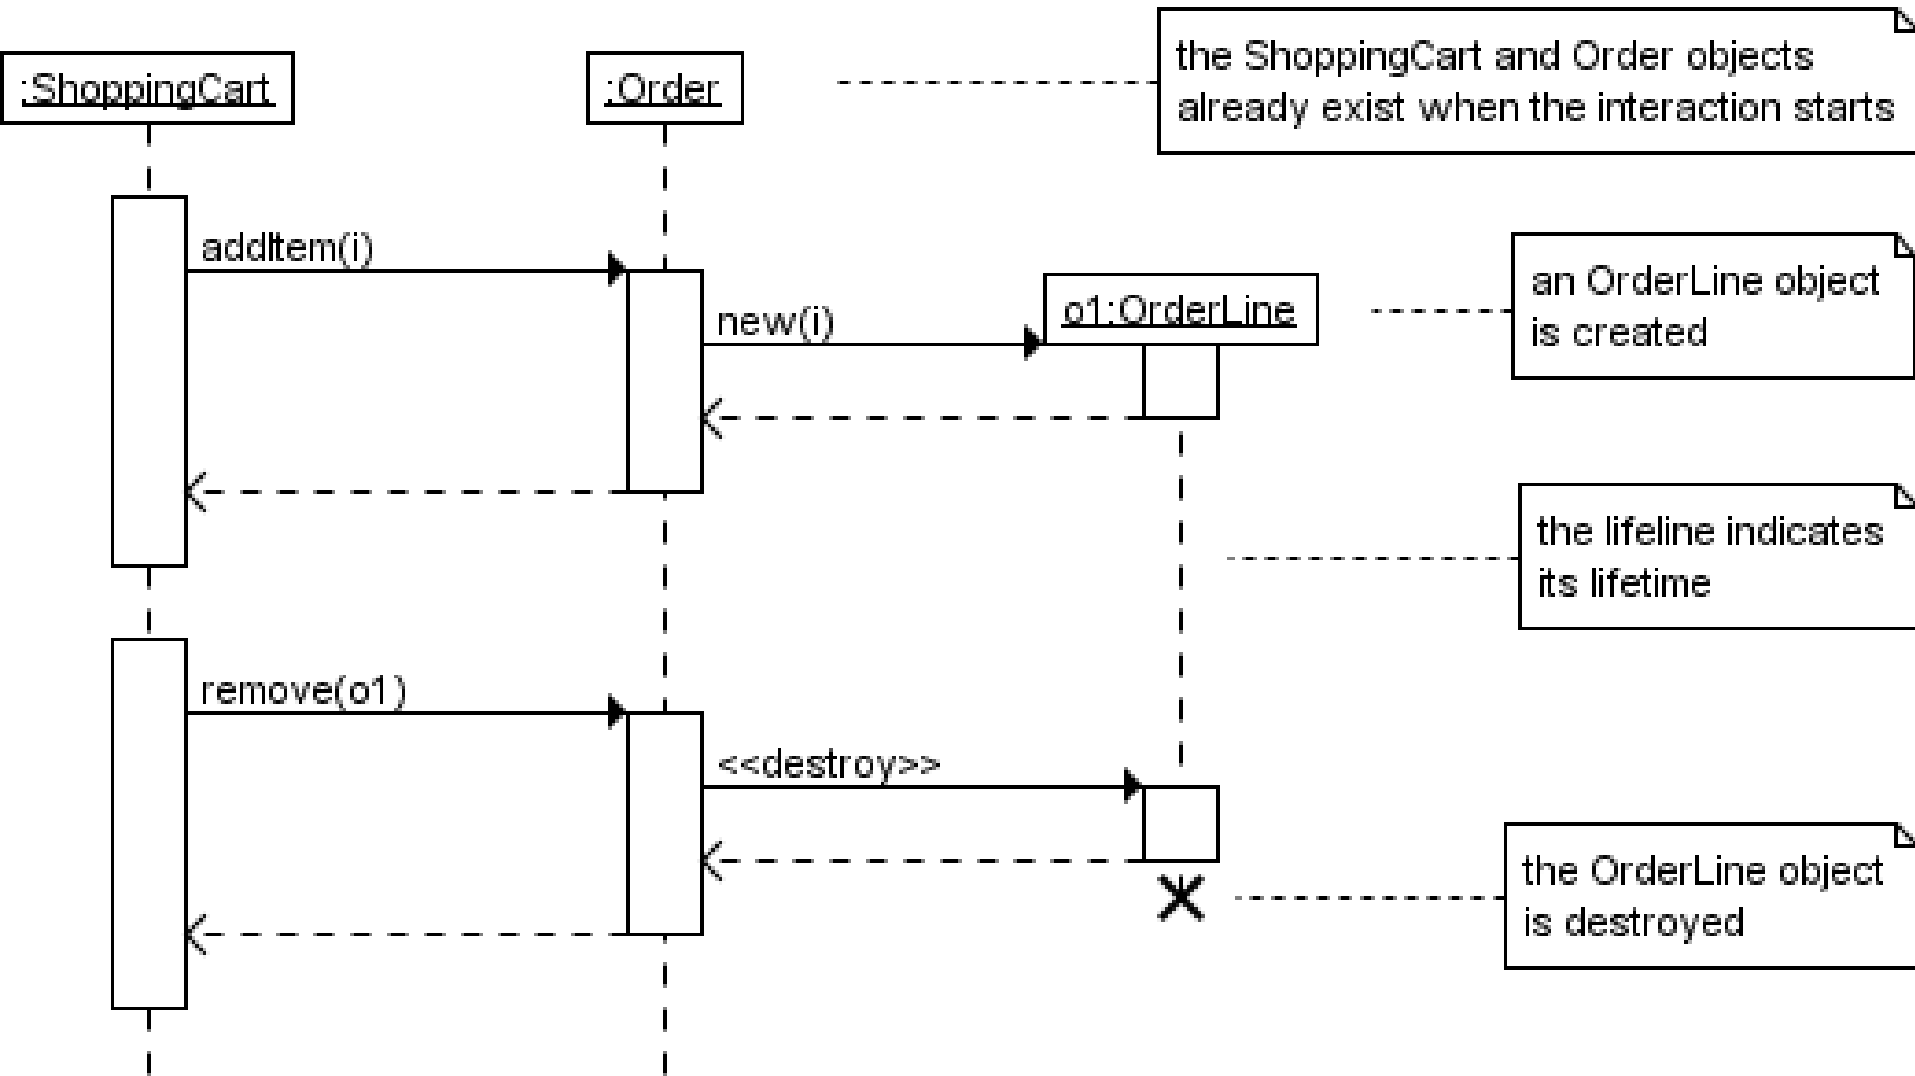 :ShoppingCart
:Order
the ShoppingCart and Order objects
already exist when the interaction starts
addItem(i)
new(i)
o1:OrderLine
an OrderLine object
is created
the lifeline indicates
its lifetime
remove(o1)
<<destroy>>
the OrderLine object
is destroyed